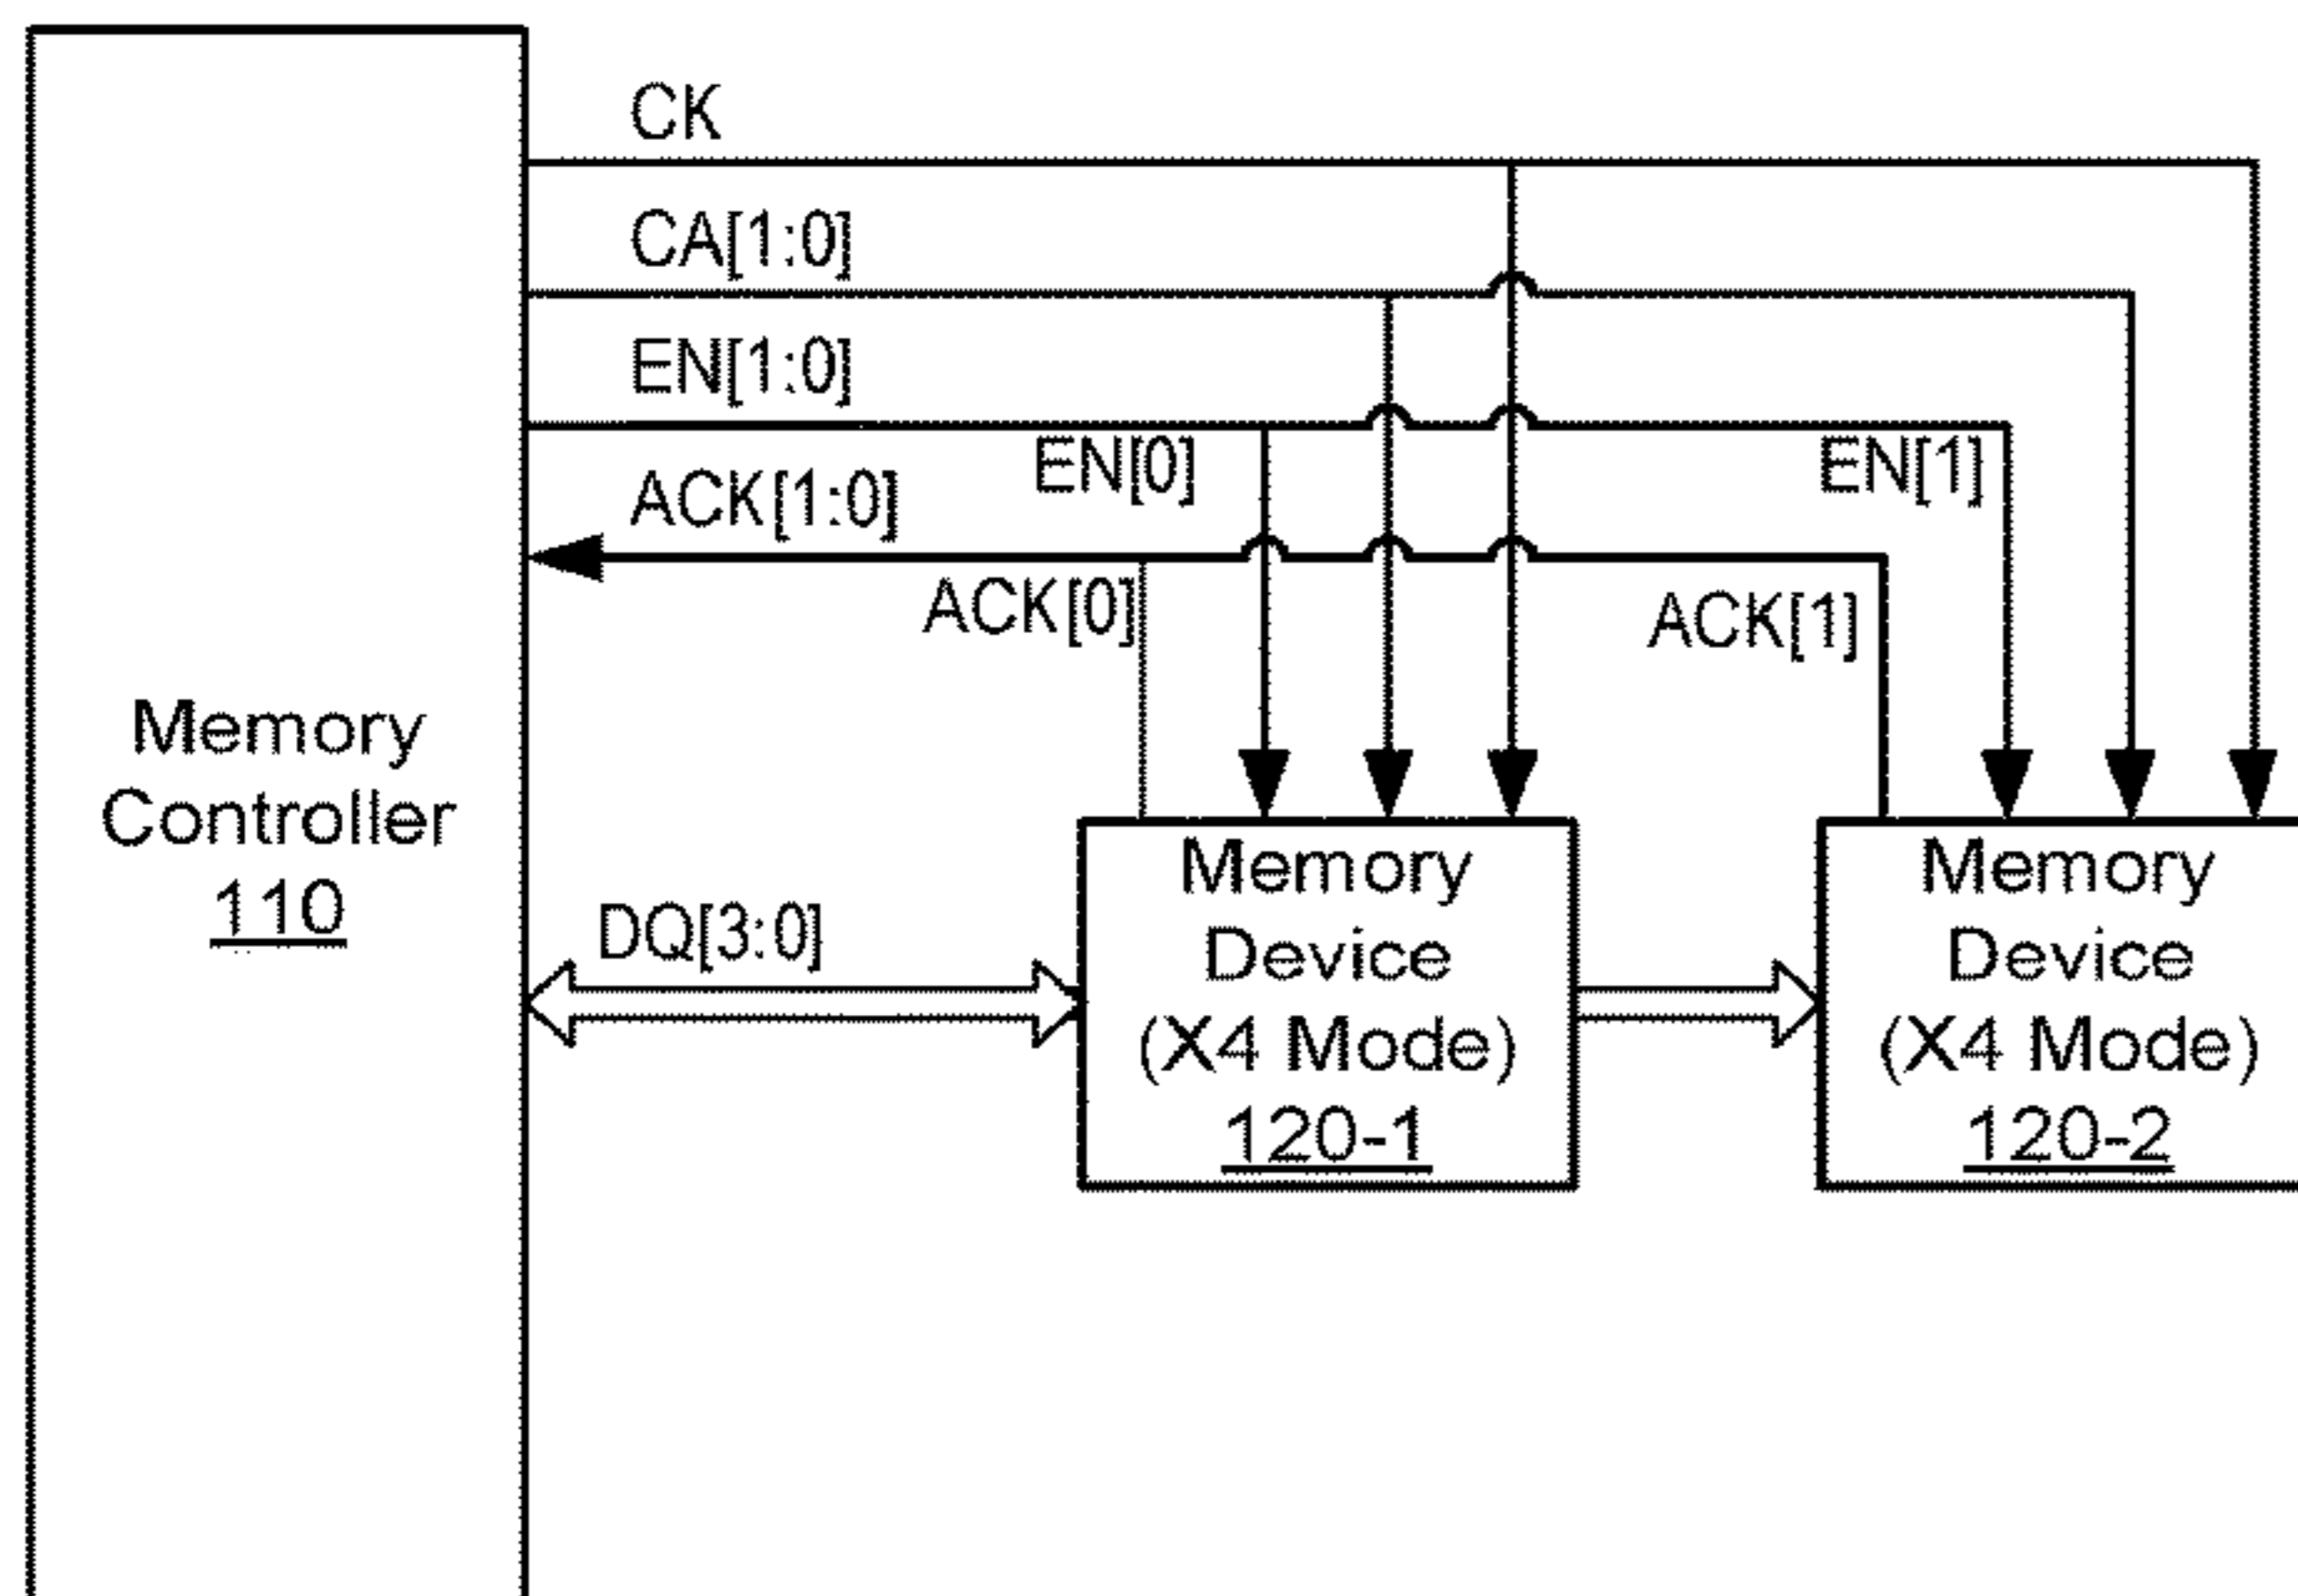 CK
CA[1:0]
EN[1:0]
EN[0]
EN[1]
ACK[1:0]
ACK[0]
ACK[1]
Memory
Controller
110
DQ[3:0]
Memory
Device
(X4 Mode)
120-1
Memory
Device
(X4 Mode)
120-2